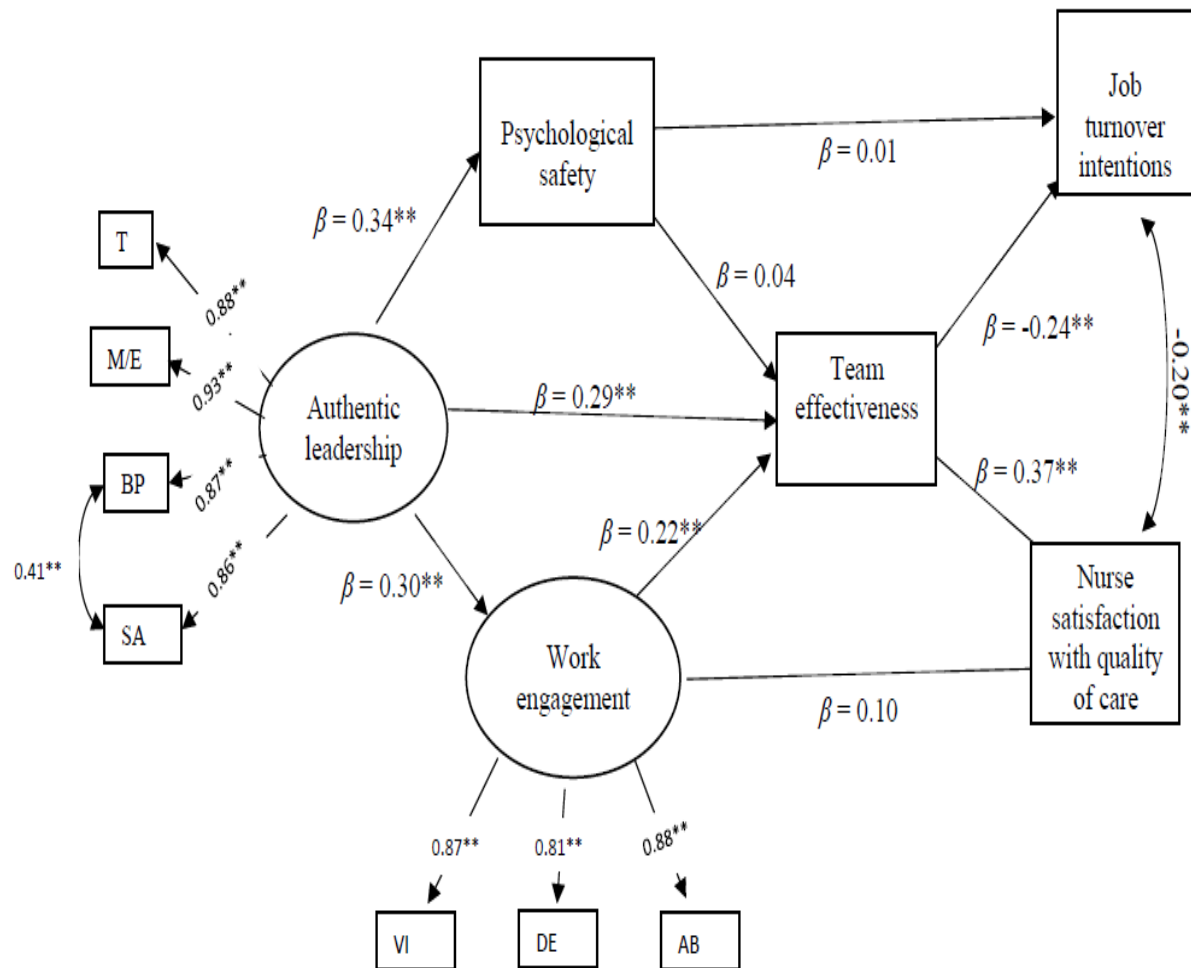 Job
turnover
intentions
Psychological
safety
β = 0.01
β = 0.34**
T
0.88**
β = 0.04
M/E
0.93**
β = -0.24**
-0.20**
Team
effectiveness
Authentic
leadership
β = 0.29**
BP
0.87**
β = 0.37**
0.41**
0.86**
β = 0.22**
β = 0.30**
SA
Nurse
satisfaction
with quality
of care
Work
engagement
β = 0.10
0.87**
0.81**
0.88**
VI
DE
AB